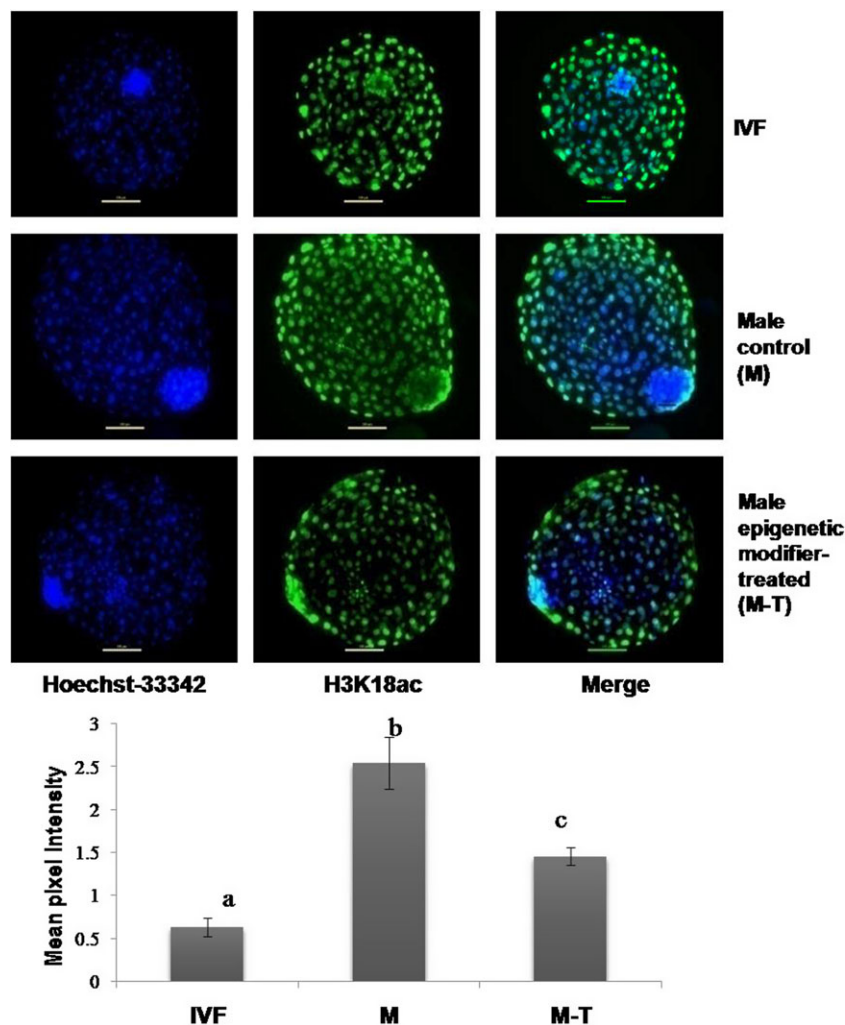 IVF
Male
control
(M)
Male
epigenetic
modifier-
treated
(M-T)
Hoechst-33342
H3K18ac
Merge
Mean pixel intensity
3
2.5
2
1.5
1
0.5
0
a
b
c
IVF
M
M-T